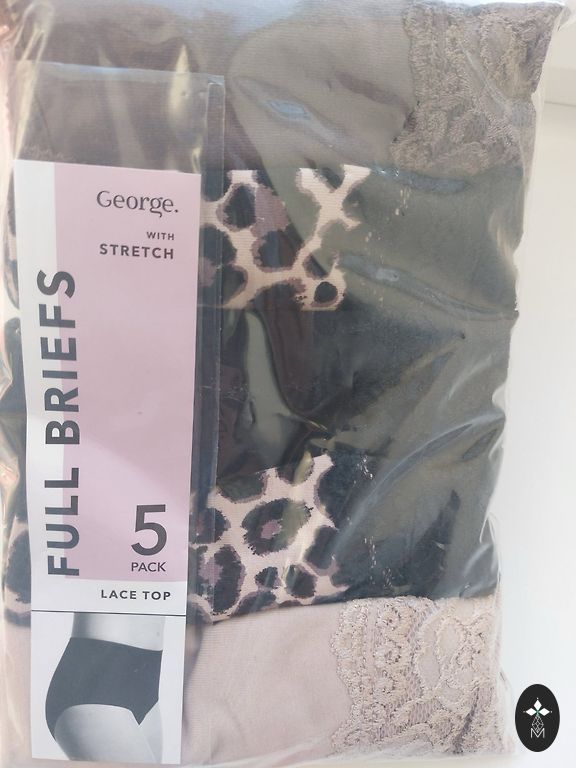 George.
WITH
STRETCH
FULL BRIEFS
5
PACK
LACE TOP
M